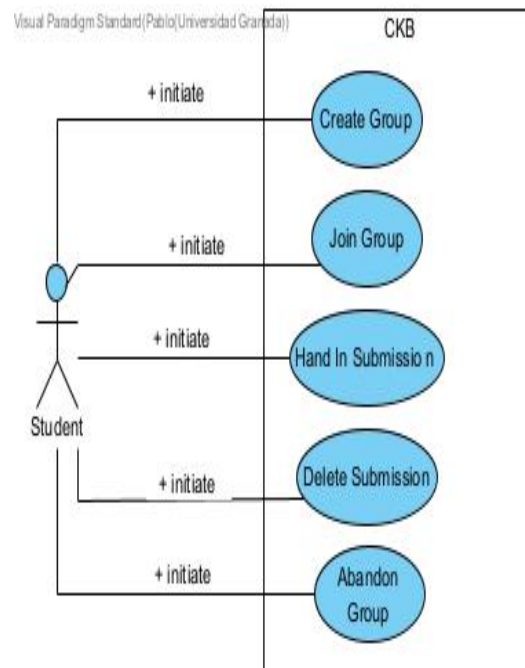 Visual Paradigm Standard(Pablo(Universidad Granada))
CKB
+ initiate
Create Group
+ initiate
Join Group
+ initiate
Hand In Submission
Student
+ initiate
Delete Submission
+ initiate
Abandon
Group